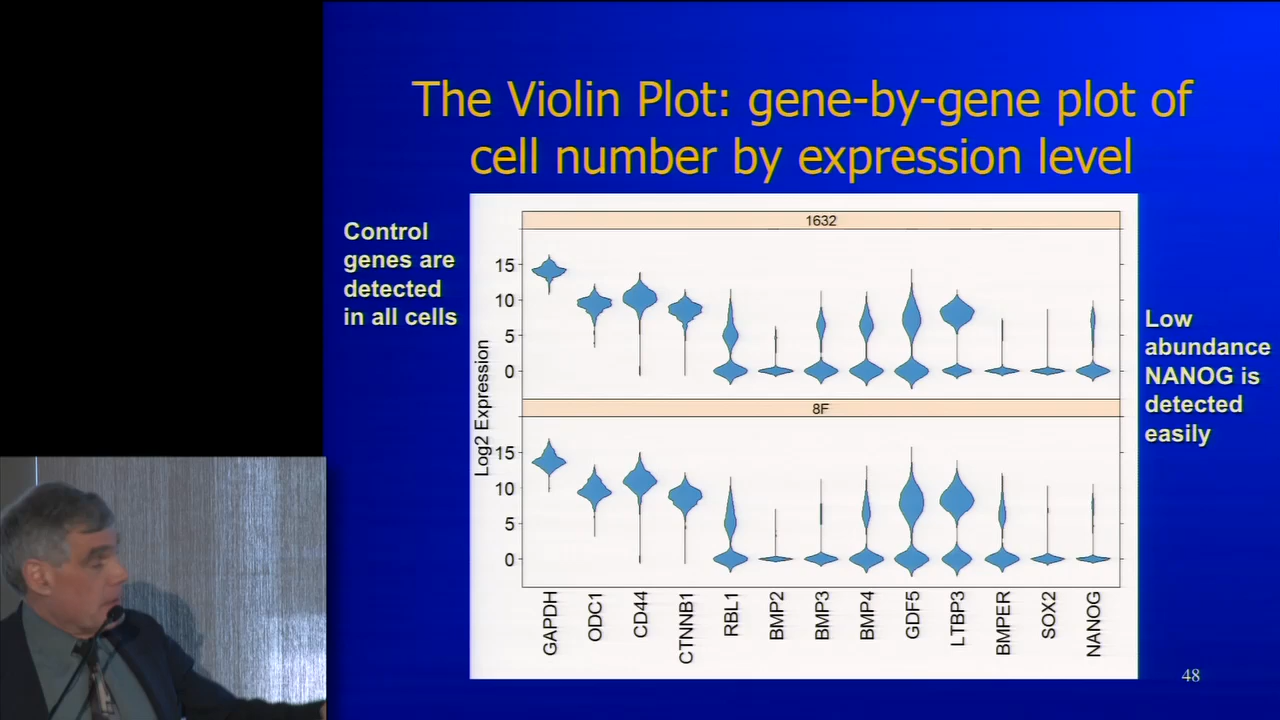 The Violin Plot: gene-by-gene plot of
cell number by expression level
Control
genes are
detected
in all cells
Low
abundance
NANOG is
detected
easily
Log2 Expression
1632
15
10
5
0
8F
15
10
5
0
GAPDH
ODC1
CD44
CTNNB1
RBL1
BMP2
BMP3
BMP4
GDF5
LTBP3
BMPER
SOX2
NANOG
48